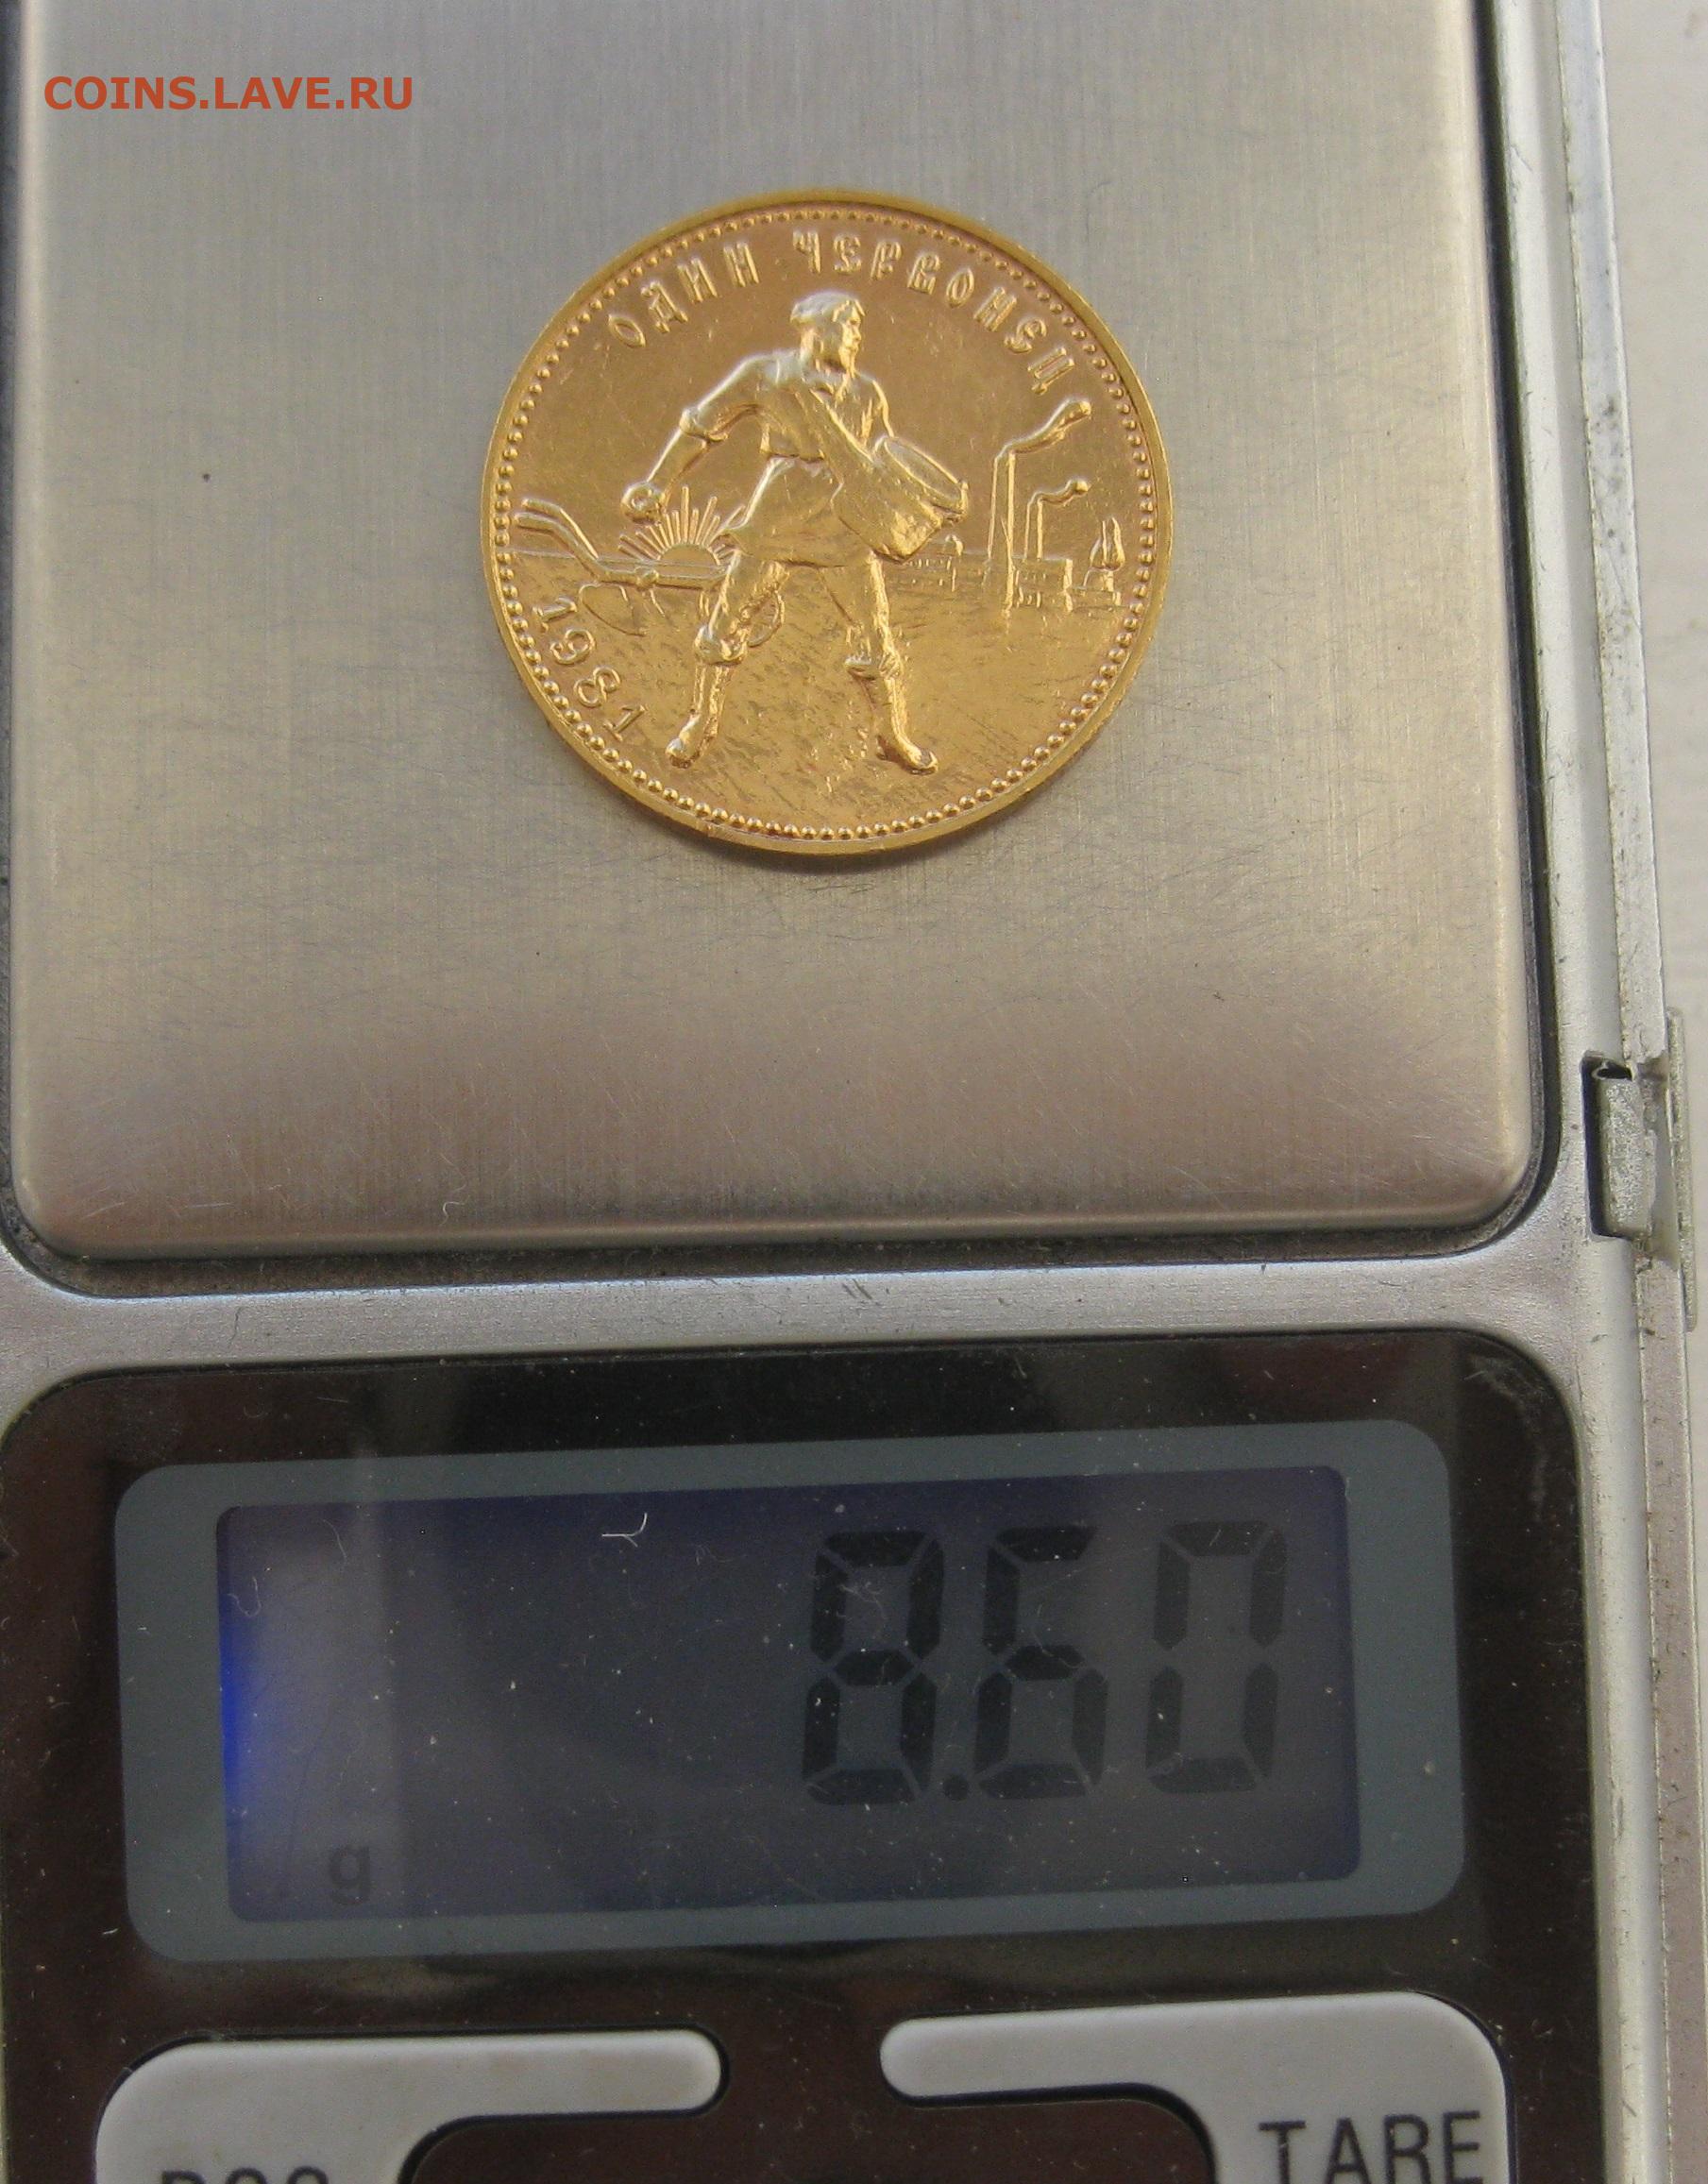 COINS.LAVE.RU
ОДИН ЧЕРВОНЕЦ
1981
8.60
g
TARE